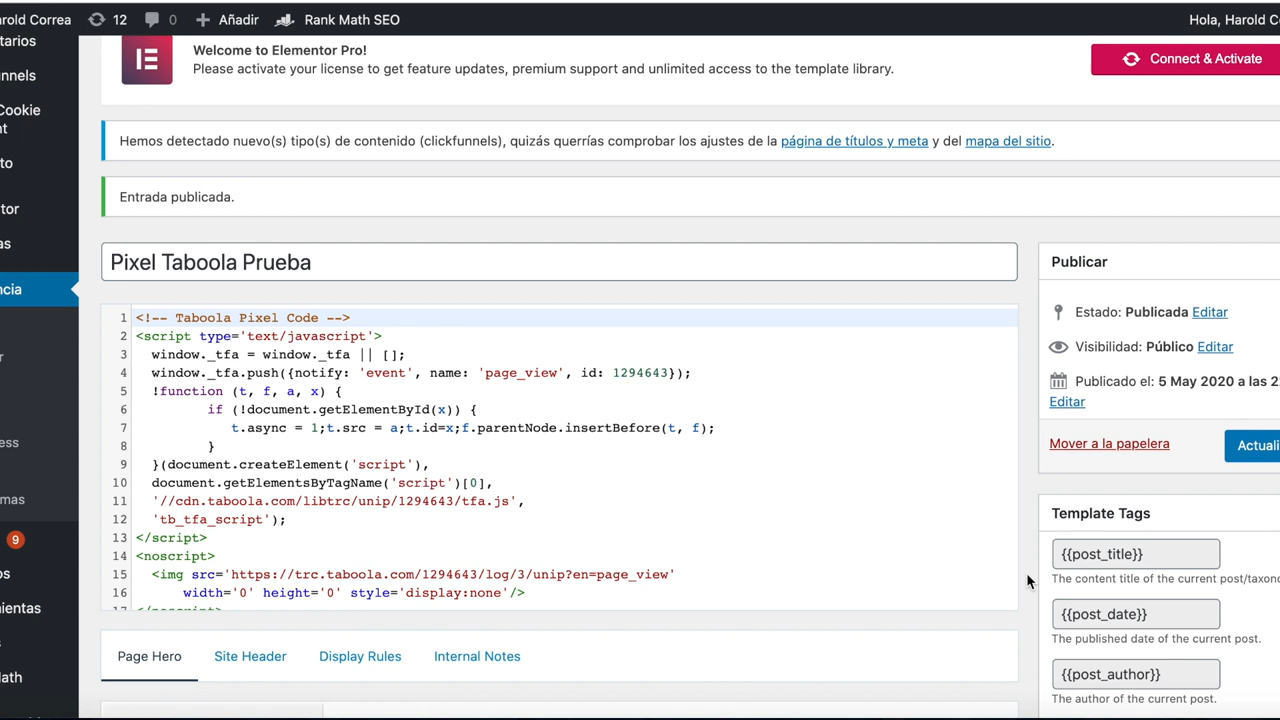 arold Correa 12 0 Añadir Rank Math SEO Hola, Harold C
tarios
nnels
Cookie
nt
to
tor
as
ncia
r
ess
mas
9
os
ientas
s
ath
Welcome to Elementor Pro!
Please activate your license to get feature updates, premium support and unlimited access to the template library.
Connect & Activate
Hemos detectado nuevo(s) tipo(s) de contenido (clickfunnels), quizás querrías comprobar los ajustes de la página de títulos y meta y del mapa del sitio.
Entrada publicada.
Pixel Taboola Prueba
1 <!-- Taboola Pixel Code -->
2 <script type='text/javascript'>
3 window._tfa = window._tfa || [];
4 window._tfa.push({notify: 'event', name: 'page_view', id: 1294643});
5 !function (t, f, a, x) {
6 if (!document.getElementById(x)) {
7 t.async = 1;t.src = a;t.id=x;f.parentNode.insertBefore(t, f);
8 }
9 }(document.createElement('script'),
10 document.getElementsByTagName('script')[0],
11 '//cdn.taboola.com/libtrc/unip/1294643/tfa.js',
12 'tb_tfa_script');
13 </script>
14 <noscript>
15 <img src='https://trc.taboola.com/1294643/log/3/unip?en=page_view'
16 width='0' height='0' style='display:none'/>
17 </noscript>
Page Hero Site Header Display Rules Internal Notes
Publicar
Estado: Publicada Editar
Visibilidad: Público Editar
Publicado el: 5 May 2020 a las 2
Editar
Mover a la papelera Actuali
Template Tags
{{post_title}}
The content title of the current post/taxono
{{post_date}}
The published date of the current post.
{{post_author}}
The author of the current post.